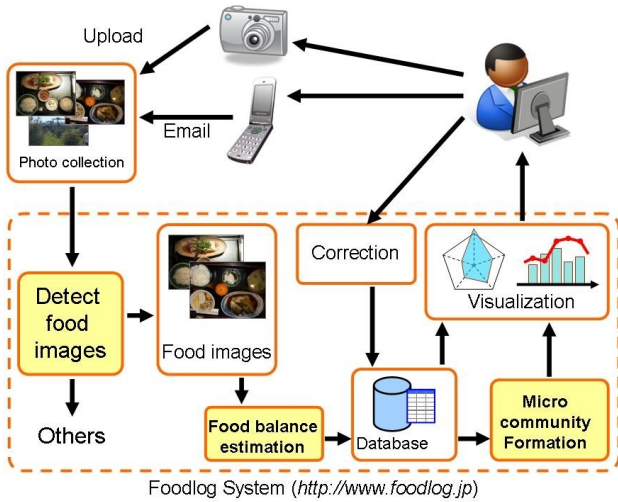 Upload
Email
Photo collection
Correction
Visualization
Detect
food
images
Food images
Others
Food balance
estimation
Database
Micro
community
Formation
Foodlog System (http://www.foodlog.jp)